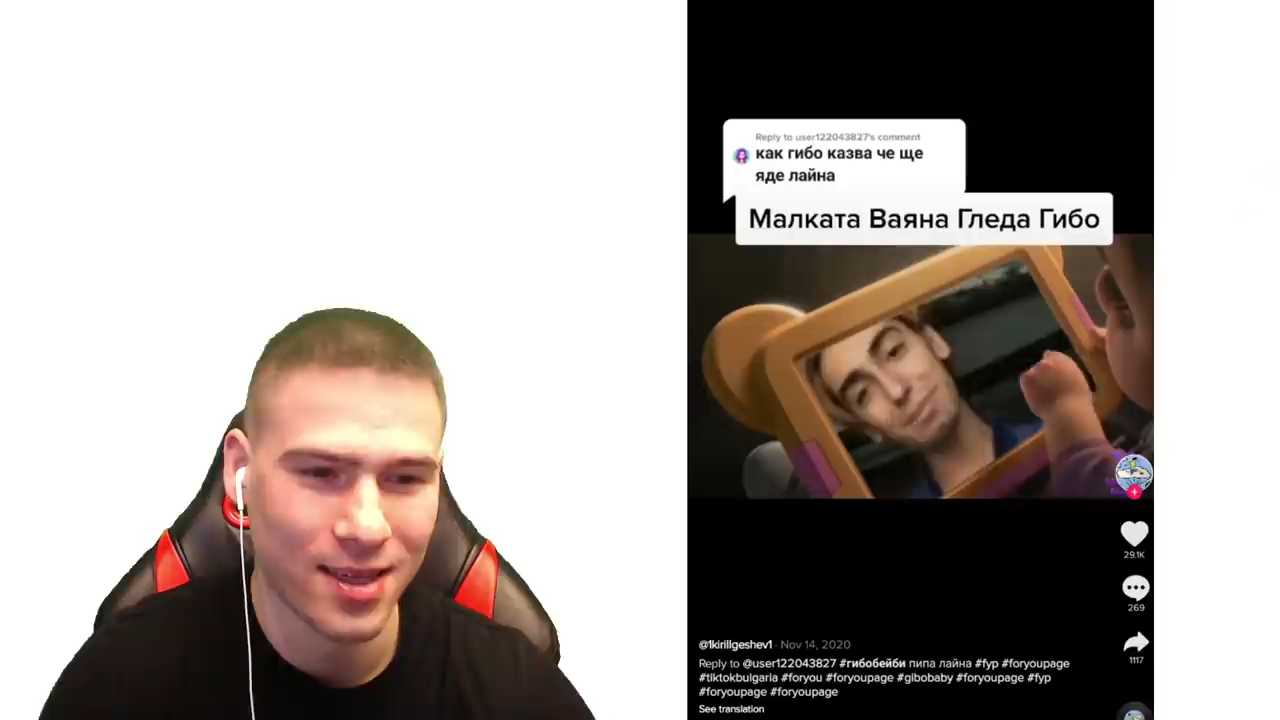 Reply to user122043827's comment
как гибо казва че ще
яде лайна
Малката Ваяна Гледа Гибо
29.1K
269
1117
@1kirillgeshev1 · Nov 14, 2020
Reply to @user122043827 #гибобейби пипа лайна #fyp #foryoupage
#tiktokbulgaria #foryou #foryoupage #gibobaby #foryoupage #fyp
#foryoupage #foryoupage
See translation